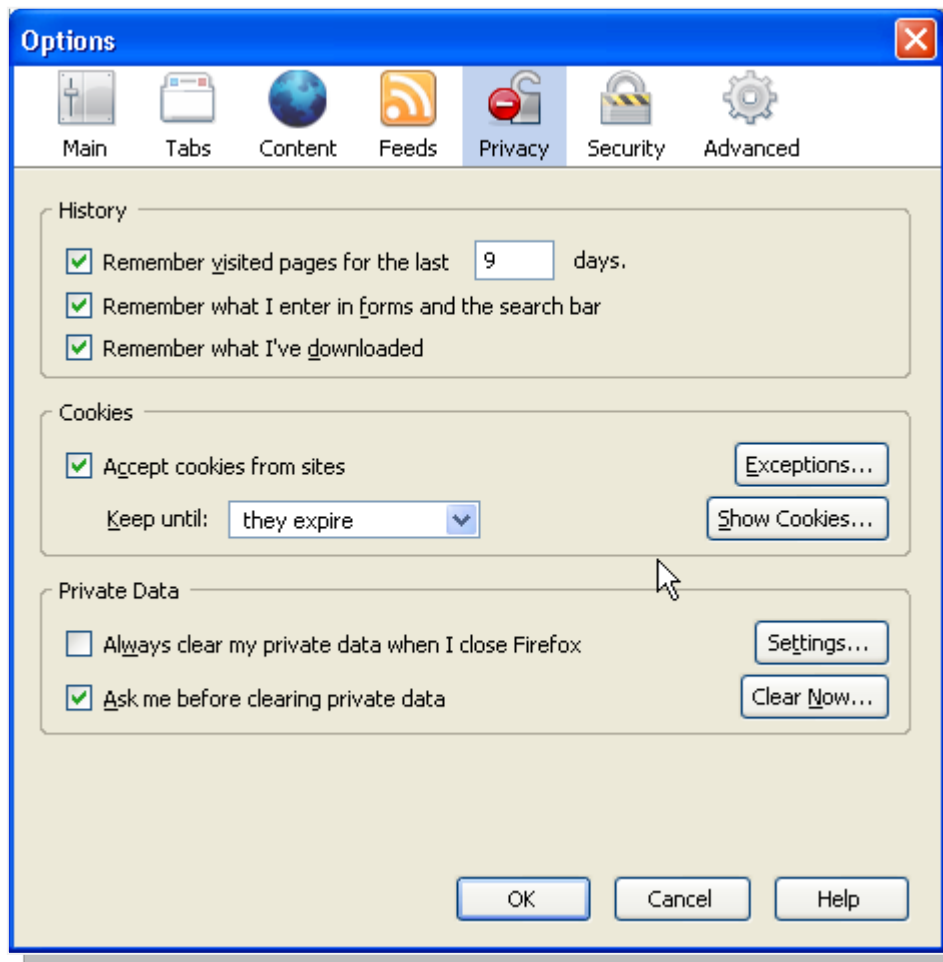 Options
Main Tabs Content Feeds Privacy Security Advanced
History
Remember visited pages for the last 9 days.
Remember what I enter in forms and the search bar
Remember what I've downloaded
Cookies
Accept cookies from sites Exceptions...
Keep until: they expire Show Cookies...
Private Data
Always clear my private data when I close Firefox Settings...
Ask me before clearing private data Clear Now...
OK Cancel Help